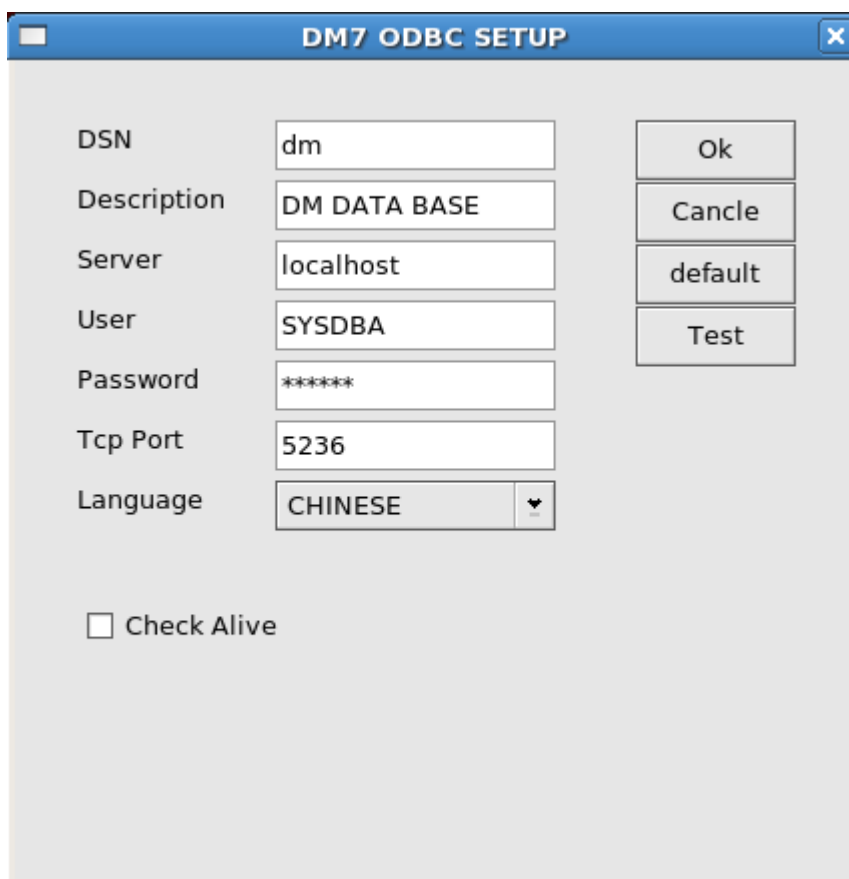 DM7 ODBC SETUP
DSN dm Ok
Description DM DATA BASE Cancle
Server localhost default
User SYSDBA Test
Password ******
Tcp Port 5236
Language CHINESE
Check Alive